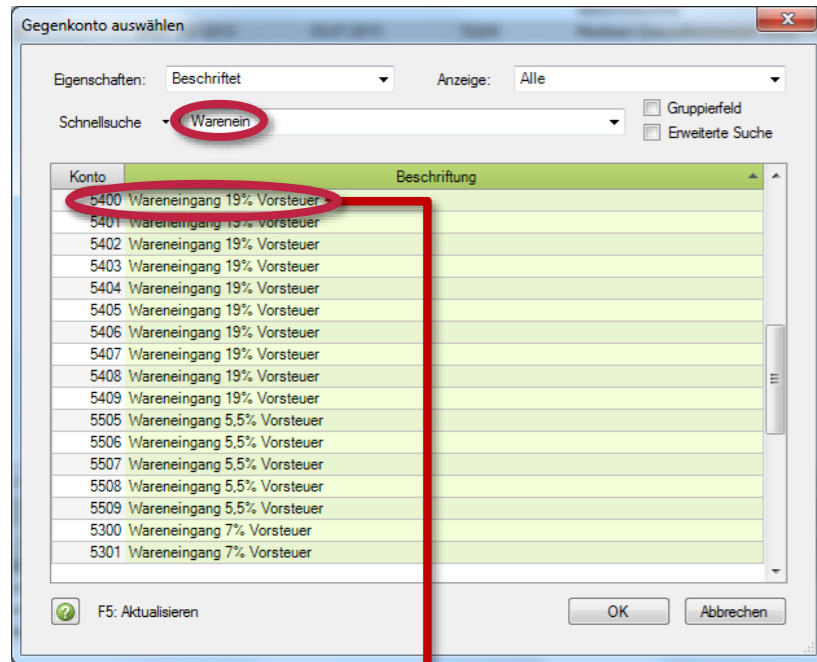 Gegenkonto auswählen
Eigenschaften: Beschriftet Anzeige: Alle
Schnellsuche Warenein Gruppierfeld
Erweiterte Suche
Konto Beschriftung
5400 Wareneingang 19% Vorsteuer
5401 Wareneingang 19% Vorsteuer
5402 Wareneingang 19% Vorsteuer
5403 Wareneingang 19% Vorsteuer
5404 Wareneingang 19% Vorsteuer
5405 Wareneingang 19% Vorsteuer
5406 Wareneingang 19% Vorsteuer
5407 Wareneingang 19% Vorsteuer
5408 Wareneingang 19% Vorsteuer
5409 Wareneingang 19% Vorsteuer
5505 Wareneingang 5,5% Vorsteuer
5506 Wareneingang 5,5% Vorsteuer
5507 Wareneingang 5,5% Vorsteuer
5508 Wareneingang 5,5% Vorsteuer
5509 Wareneingang 5,5% Vorsteuer
5300 Wareneingang 7% Vorsteuer
5301 Wareneingang 7% Vorsteuer
F5: Aktualisieren OK Abbrechen